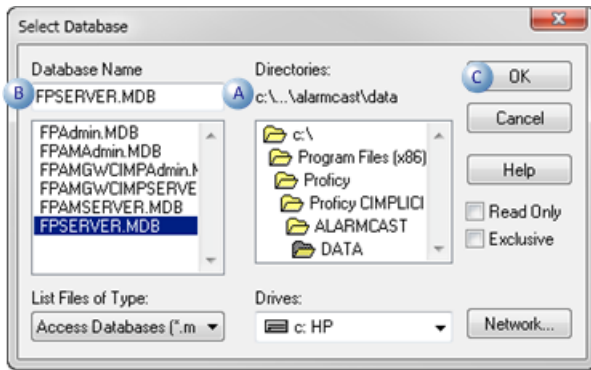 Select Database
Database Name
B
FPSERVER.MDB
FPAdmin.MDB
FPAMAdmin.MDB
FPAMGWCIMPAdmin.M
FPAMGWCIMPSERVE
FPAMSERVER.MDB
FPSERVER.MDB
List Files of Type:
Access Databases (*.m
Directories:
A
c:\...\alarmcast\data
c:\
Program Files (x86)
Proficy
Proficy CIMPLICI
ALARMCAST
DATA
Drives:
c: HP
C
OK
Cancel
Help
Read Only
Exclusive
Network...